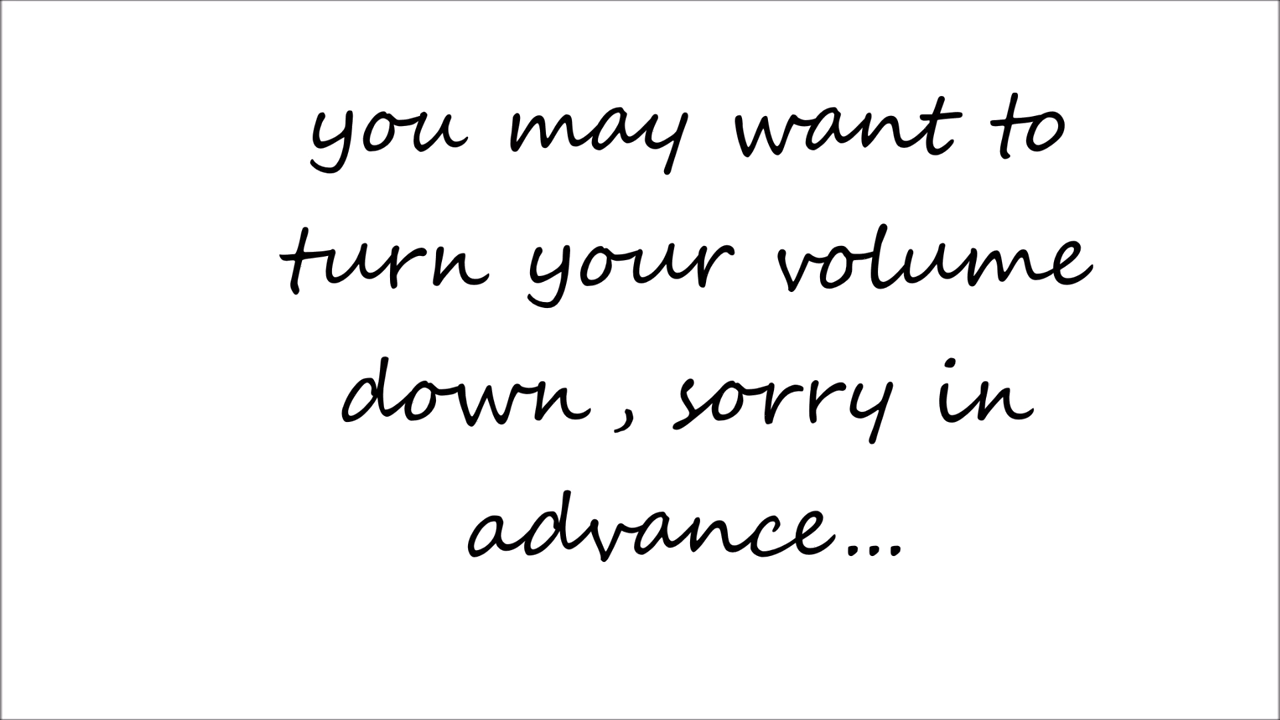 you may want to
turn your volume
down , sorry in
advance...